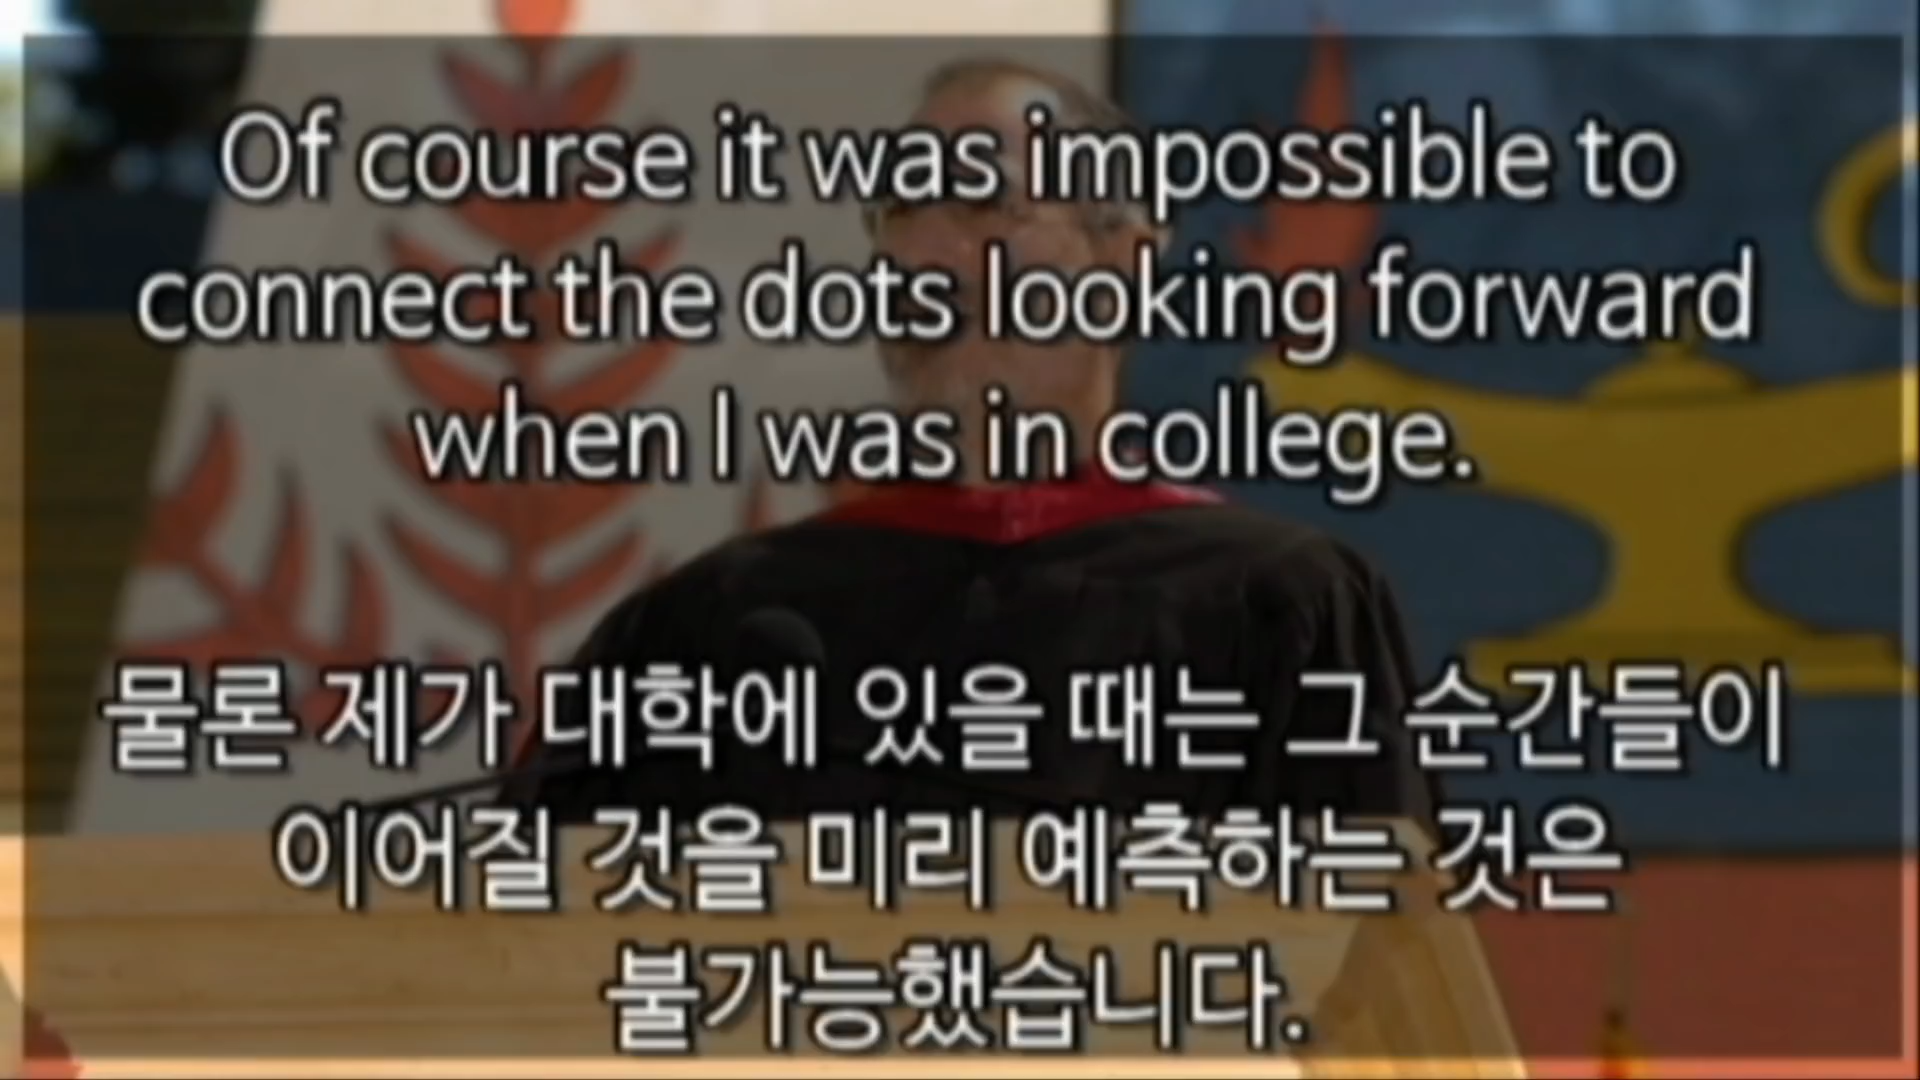 Of course it was impossible to
connect the dots looking forward
when I was in college.
물론 제가 대학에 있을 때는 그 순간들이
이어질 것을 미리 예측하는 것은
불가능했습니다.